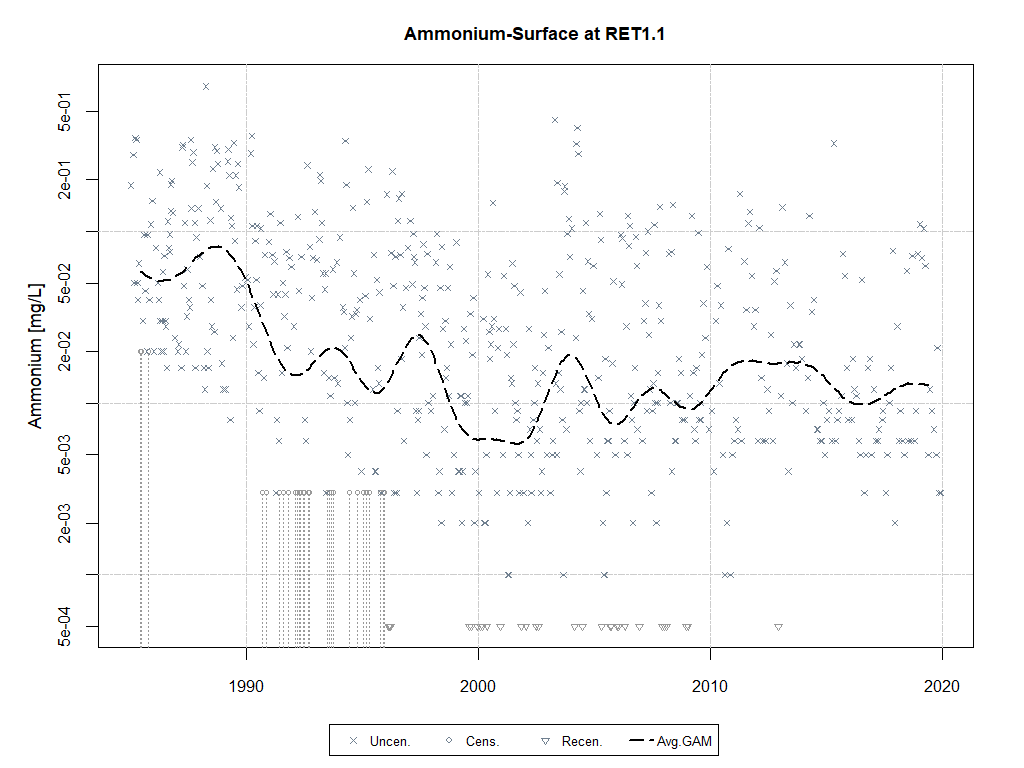 Ammonium-Surface at RET1.1
Ammonium [mg/L]
5e-01
2e-01
5e-02
2e-02
5e-03
2e-03
5e-04
1990 2000 2010 2020
Uncen. Cens. Recen. Avg.GAM